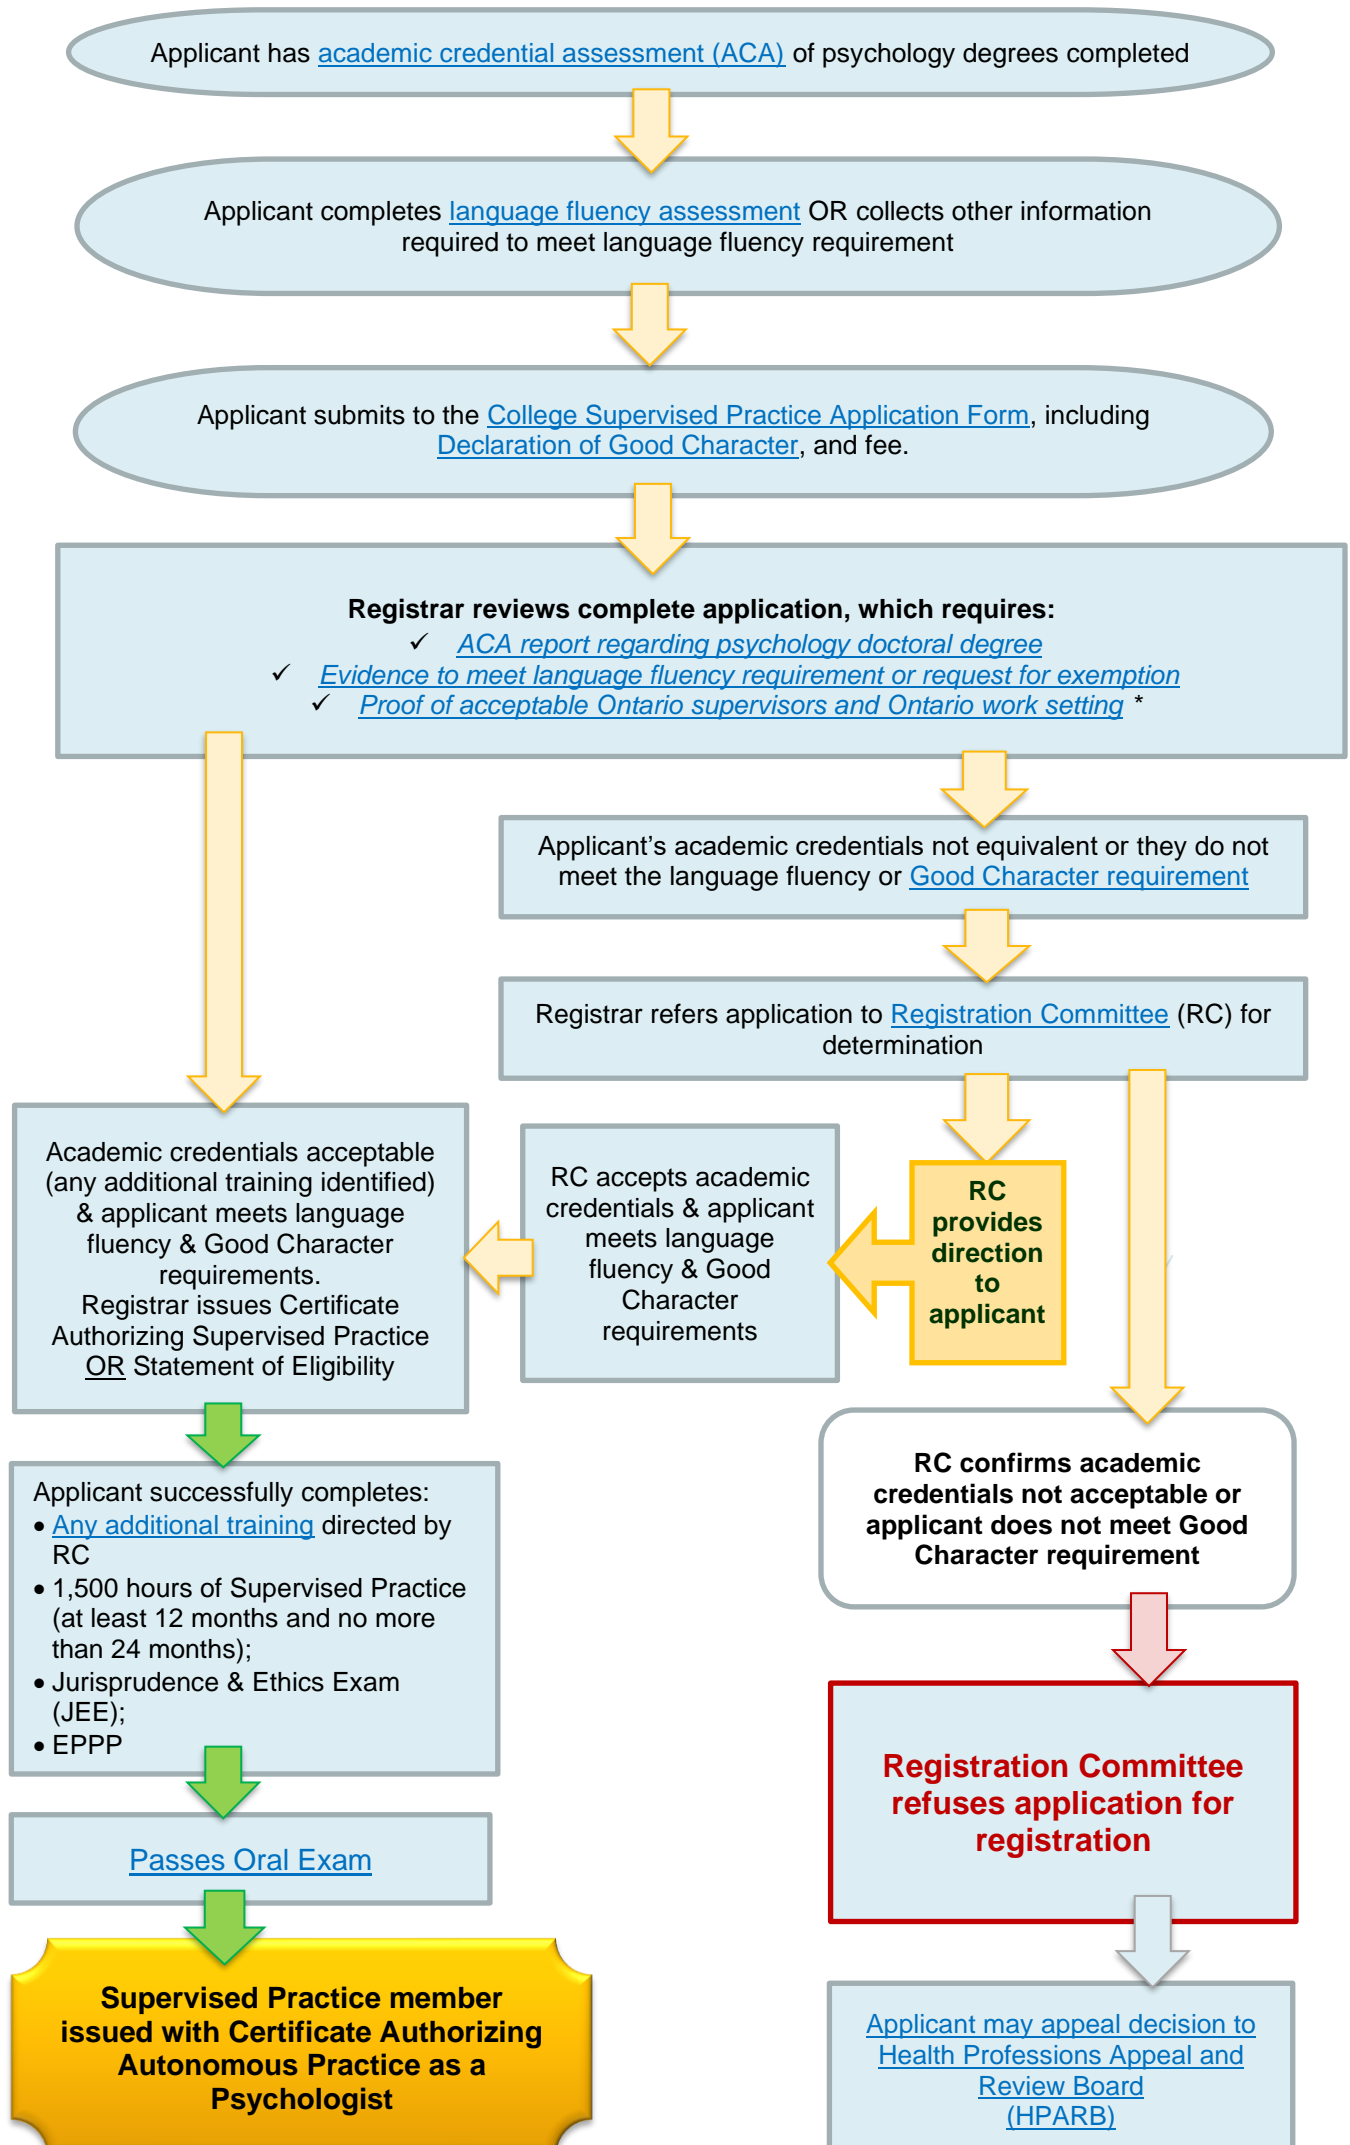 Applicant has academic credential assessment (ACA) of psychology degrees completed
Applicant completes language fluency assessment OR collects other information
required to meet language fluency requirement
Applicant submits to the College Supervised Practice Application Form, including
Declaration of Good Character, and fee.
Registrar reviews complete application, which requires:
✓ ACA report regarding psychology doctoral degree
✓ Evidence to meet language fluency requirement or request for exemption
✓ Proof of acceptable Ontario supervisors and Ontario work setting *
Applicant’s academic credentials not equivalent or they do not
meet the language fluency or Good Character requirement
Registrar refers application to Registration Committee (RC) for
determination
Academic credentials acceptable
(any additional training identified)
& applicant meets language
fluency & Good Character
requirements.
Registrar issues Certificate
Authorizing Supervised Practice
OR Statement of Eligibility
RC accepts academic
credentials & applicant
meets language
fluency & Good
Character
requirements
RC
provides
direction
to
applicant
Applicant successfully completes:
• Any additional training directed by
RC
• 1,500 hours of Supervised Practice
(at least 12 months and no more
than 24 months);
• Jurisprudence & Ethics Exam
(JEE);
• EPPP
RC confirms academic
credentials not acceptable or
applicant does not meet Good
Character requirement
Passes Oral Exam
Registration Committee
refuses application for
registration
Supervised Practice member
issued with Certificate Authorizing
Autonomous Practice as a
Psychologist
Applicant may appeal decision to
Health Professions Appeal and
Review Board
(HPARB)